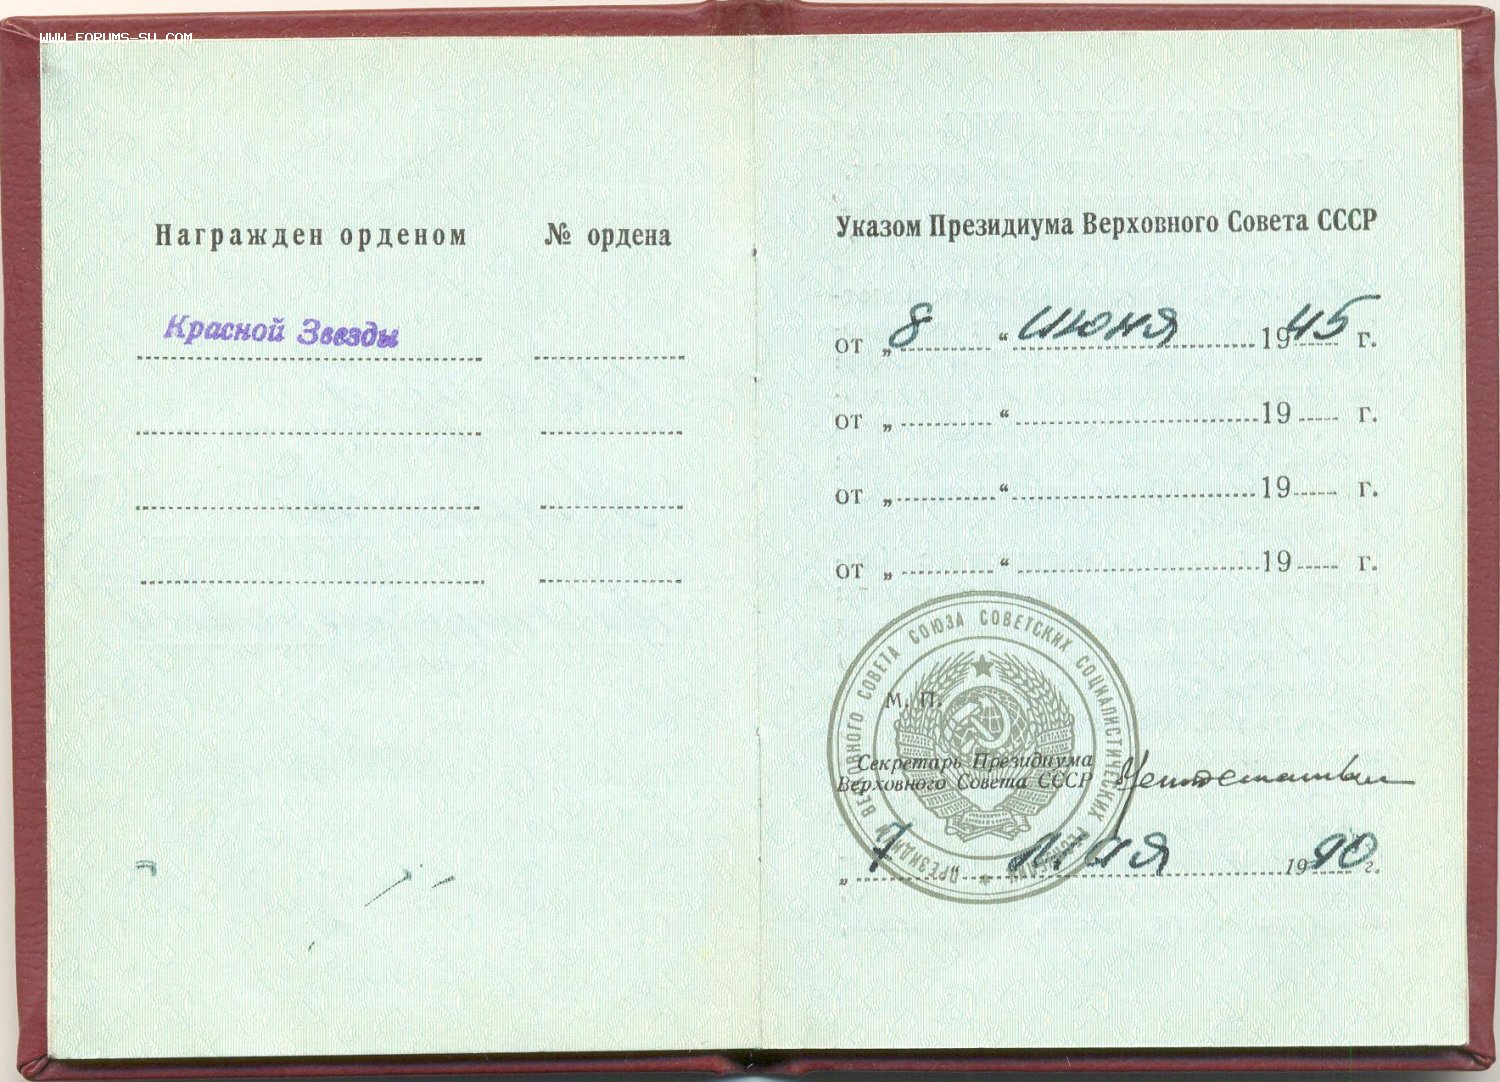 WWW.FORUMS-SU.COM
Награжден орденом № ордена
Красной Звезды
Указом Президиума Верховного Совета СССР
от „ 8 “ июня 1945 г.
от „ “ 19 г.
от „ “ 19 г.
от „ “ 19 г.
ПРЕЗИДИУМ ВЕРХОВНОГО СОВЕТА СОЮЗА СОВЕТСКИХ СОЦИАЛИСТИЧЕСКИХ РЕСПУБЛИК
М. П.
Секретарь Президиума
Верховного Совета СССР
„ 7 мая 1990 г.